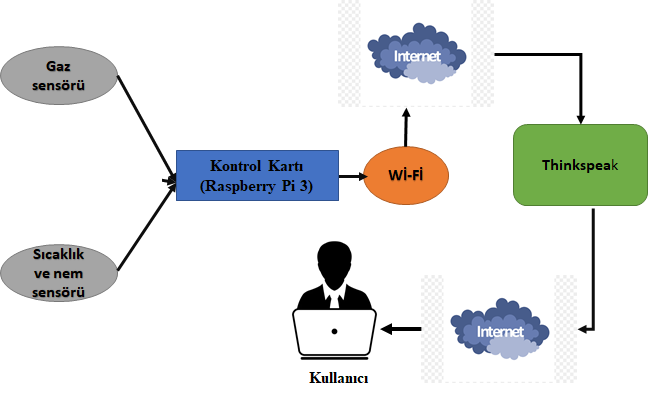 Gaz
sensörü
Sıcaklık
ve nem
sensörü
Kontrol Kartı
(Raspberry Pi 3)
Wİ-Fİ
Internet
Thinkspeak
Internet
Kullanıcı